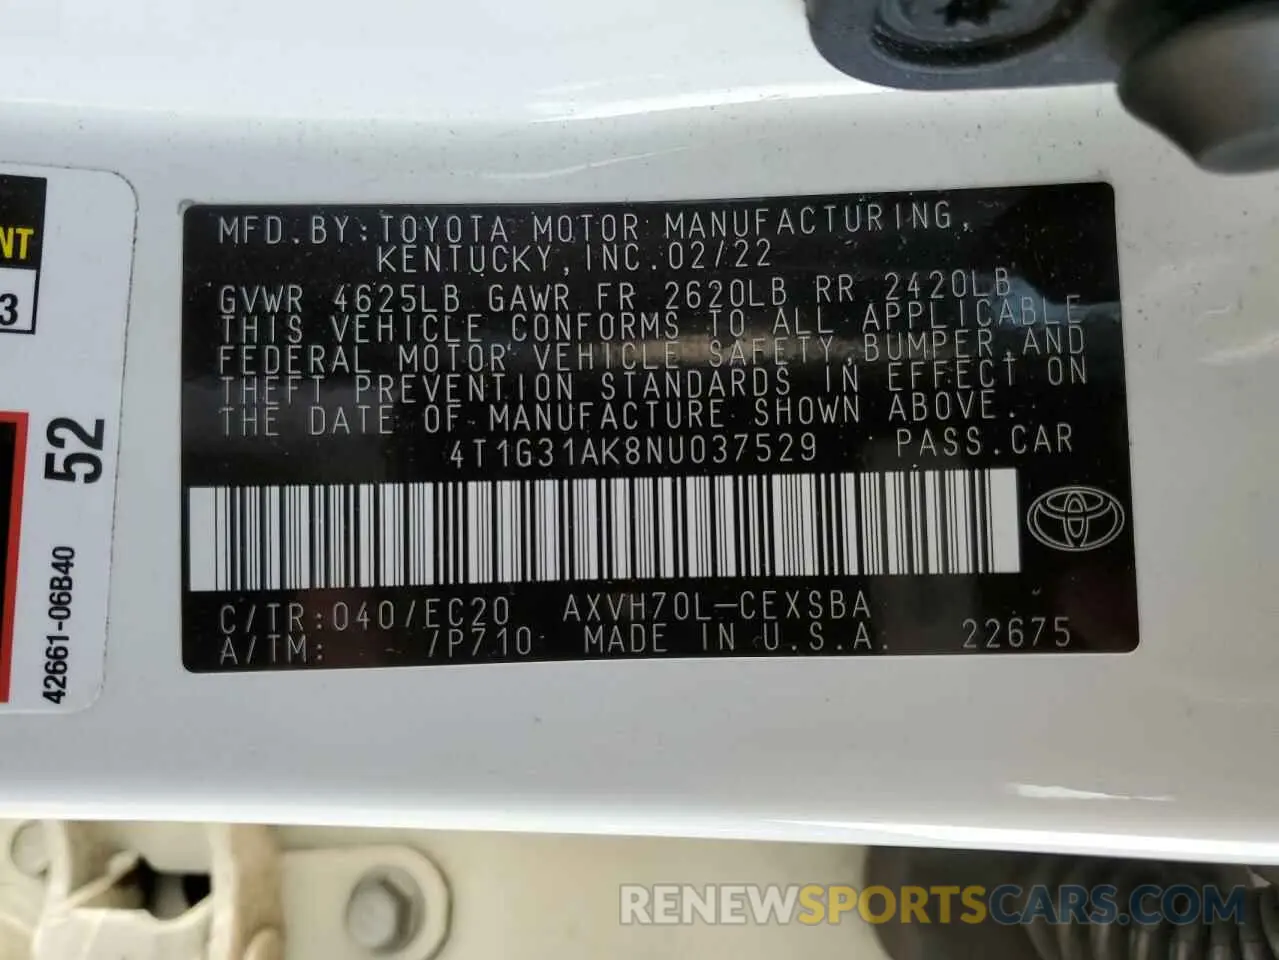 MFD.BY:TOYOTA MOTOR MANUFACTURING,
KENTUCKY,INC.02/22
GVWR 4625LB GAWR FR 2620LB RR 2420LB
THIS VEHICLE CONFORMS TO ALL APPLICABLE
FEDERAL MOTOR VEHICLE SAFETY,BUMPER,AND
THEFT PREVENTION STANDARDS IN EFFECT ON
THE DATE OF MANUFACTURE SHOWN ABOVE.
4T1G31AK8NU037529 PASS.CAR
C/TR:040/EC20 AXVH70L-CEXSBA
A/TM: -/P710 MADE IN U.S.A. 22675
NT
3
52
42661-06B40
RENEWSPORTSCARS.COM